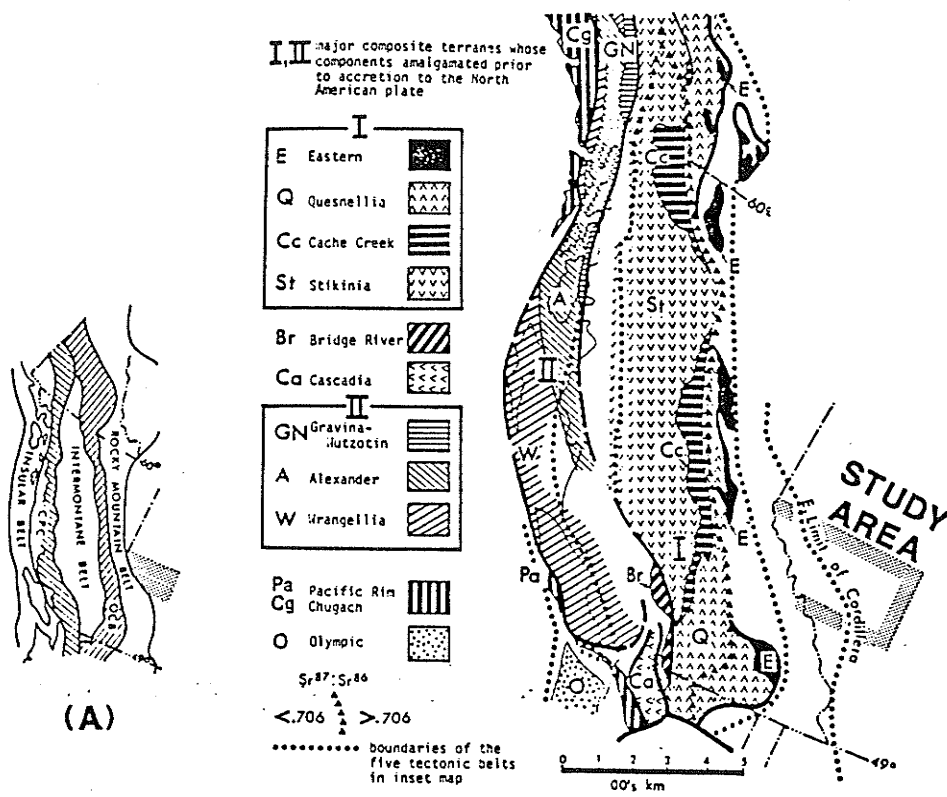 I,II major composite terranes whose
components amalgamated prior
to accretion to the North
American plate
I
E Eastern
Q Quesnellia
Cc Cache Creek
St Stikinia
Br Bridge River
Ca Cascadia
II
GN Gravina-
Nutzotin
A Alexander
W Wrangellia
Pa Pacific Rim
Cg Chugach
O Olympic
Sr87:Sr86
<.706 >.706
boundaries of the
five tectonic belts
in inset map
INSULAR BELT
CPC
INTERMONTANE
BELT
OCB
ROCKY MOUNTAIN
BELT
60°
49°
(A)
Cg
GN
E
Cc
60°
E
A
St
II
W
Cc
E
I
Pa
Br
Q
E
O
Ca
E. Limit of Cordillera
STUDY
AREA
49°
0 1 2 3 4 5
00's km